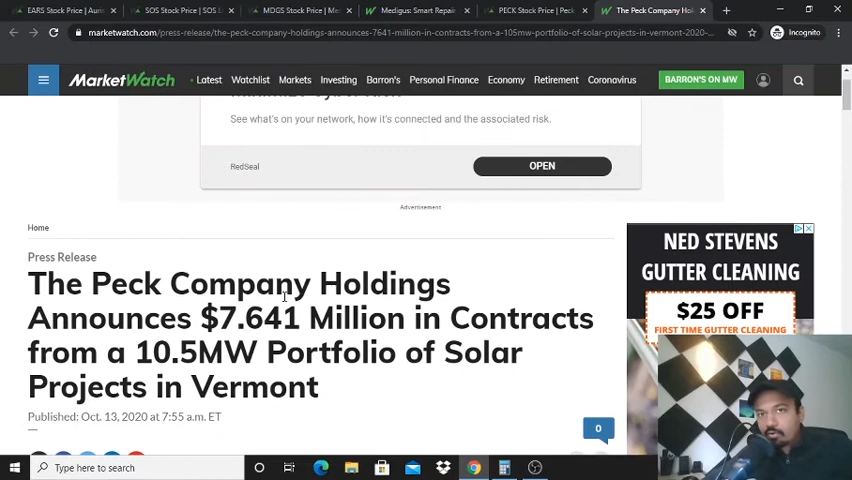 EARS Stock Price | Auri
SOS Stock Price | SOS L
MDGS Stock Price | Me
Medigus: Smart Repai
PECK Stock Price | Peck
The Peck Company Hol
marketwatch.com/press-release/the-peck-company-holdings-announces-7641-million-in-contracts-from-a-105mw-portfolio-of-solar-projects-in-vermont-2020-...
Incognito
MarketWatch
Latest Watchlist Markets Investing Barron's Personal Finance Economy Retirement Coronavirus
BARRON'S ON MW
See what's on your network, how it's connected and the associated risk.
RedSeal
OPEN
Advertisement
Home
Press Release
The Peck Company Holdings
Announces $7.641 Million in Contracts
from a 10.5MW Portfolio of Solar
Projects in Vermont
Published: Oct. 13, 2020 at 7:55 a.m. ET
0
NED STEVENS
GUTTER CLEANING
$25 OFF
FIRST TIME GUTTER CLEANING
Type here to search